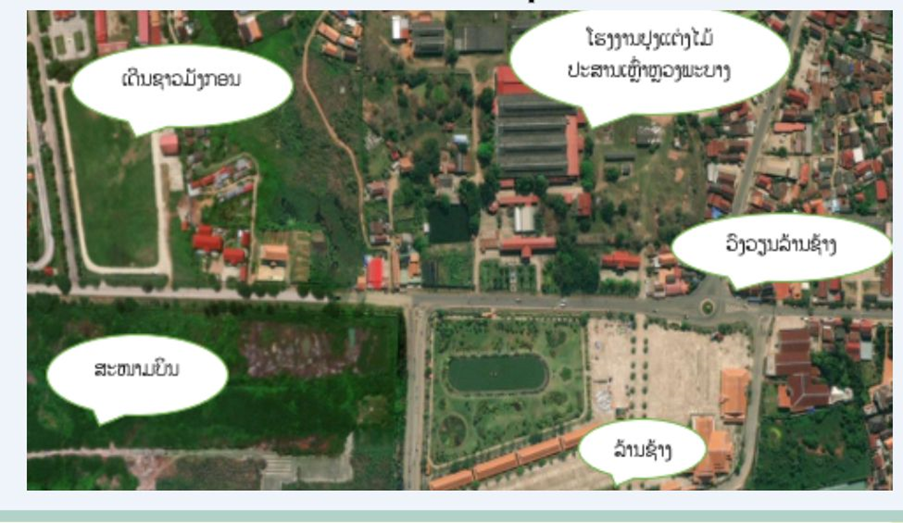 ເດີນຊາວມັງກອນ
ໂຮງງານປຸງແຕ່ງໄມ້
ປະສານເຫຼົ່າຫຼວງພະບາງ
ວົງວຽນລ້ານຊ້າງ
ສະໜາມບິນ
ລ້ານຊ້າງ